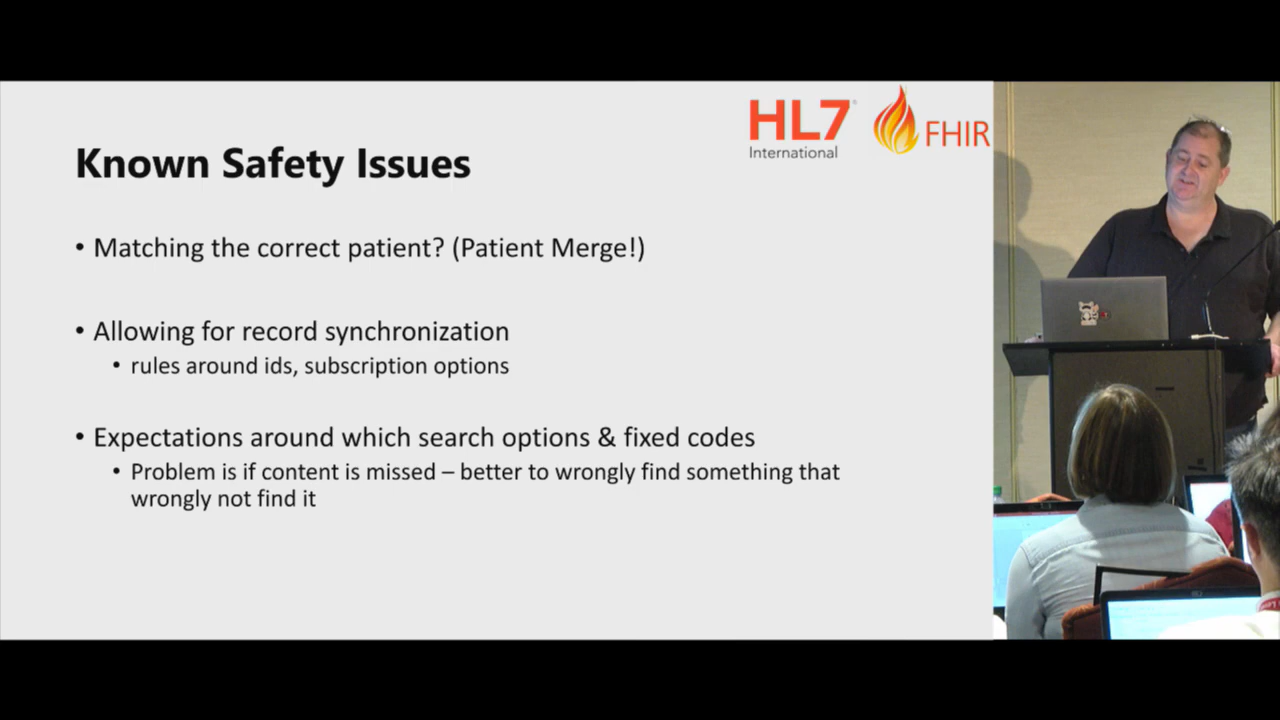 HL7
International
FHIR
Known Safety Issues
• Matching the correct patient? (Patient Merge!)
• Allowing for record synchronization
• rules around ids, subscription options
• Expectations around which search options & fixed codes
• Problem is if content is missed – better to wrongly find something that
wrongly not find it